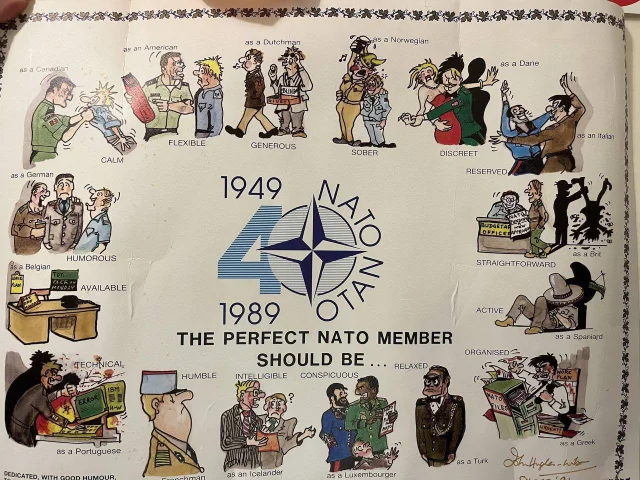 as a Canadian
CALM
as an American
FLEXIBLE
as a Dutchman
BLIND
GENEROUS
as a Norwegian
SOBER
as a Dane
DISCREET
as an Italian
RESERVED
as a German
HUMOROUS
1949
40
1989
NATO
OTAN
STRAIGHTFORWARD
as a Brit
as a Belgian
AVAILABLE
ACTIVE
as a Spaniard
THE PERFECT NATO MEMBER
SHOULD BE ...
TECHNICAL
ERROR
IBM
as a Portuguese
HUMBLE
Frenchman
INTELLIGIBLE
?
as an Icelander
CONSPICUOUS
as a Luxembourger
RELAXED
as a Turk
ORGANISED
as a Greek
DEDICATED, WITH GOOD HUMOUR,